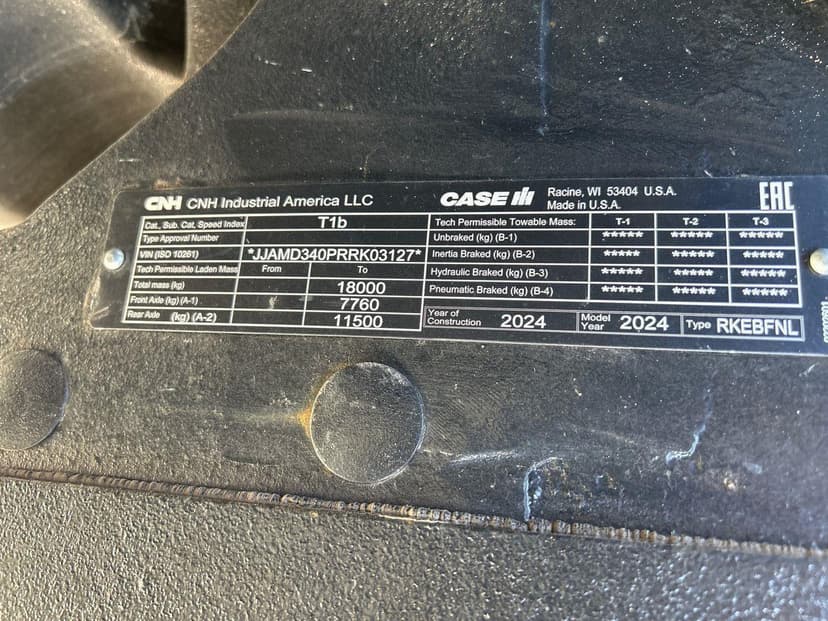 CNH CNH Industrial America LLC CASE IH Racine, WI 53404 U.S.A. EAC
Made in U.S.A.
Cat., Sub. Cat, Speed Index T1b Tech Permissible Towable Mass: T-1 T-2 T-3
Type Approval Number Unbraked (kg) (B-1) ***** ***** *****
VIN (ISO 10261) *JJAMD340PRRK03127* Inertia Braked (kg) (B-2) ***** ***** *****
Tech Permissible Laden Mass From To Hydraulic Braked (kg) (B-3) ***** ***** *****
Total mass (kg) 18000 Pneumatic Braked (kg) (B-4) ***** ***** *****
Front Axle (kg) (A-1) 7760
Rear Axle (kg) (A-2) 11500 Year of Construction 2024 Model Year 2024 Type RKEBFNL